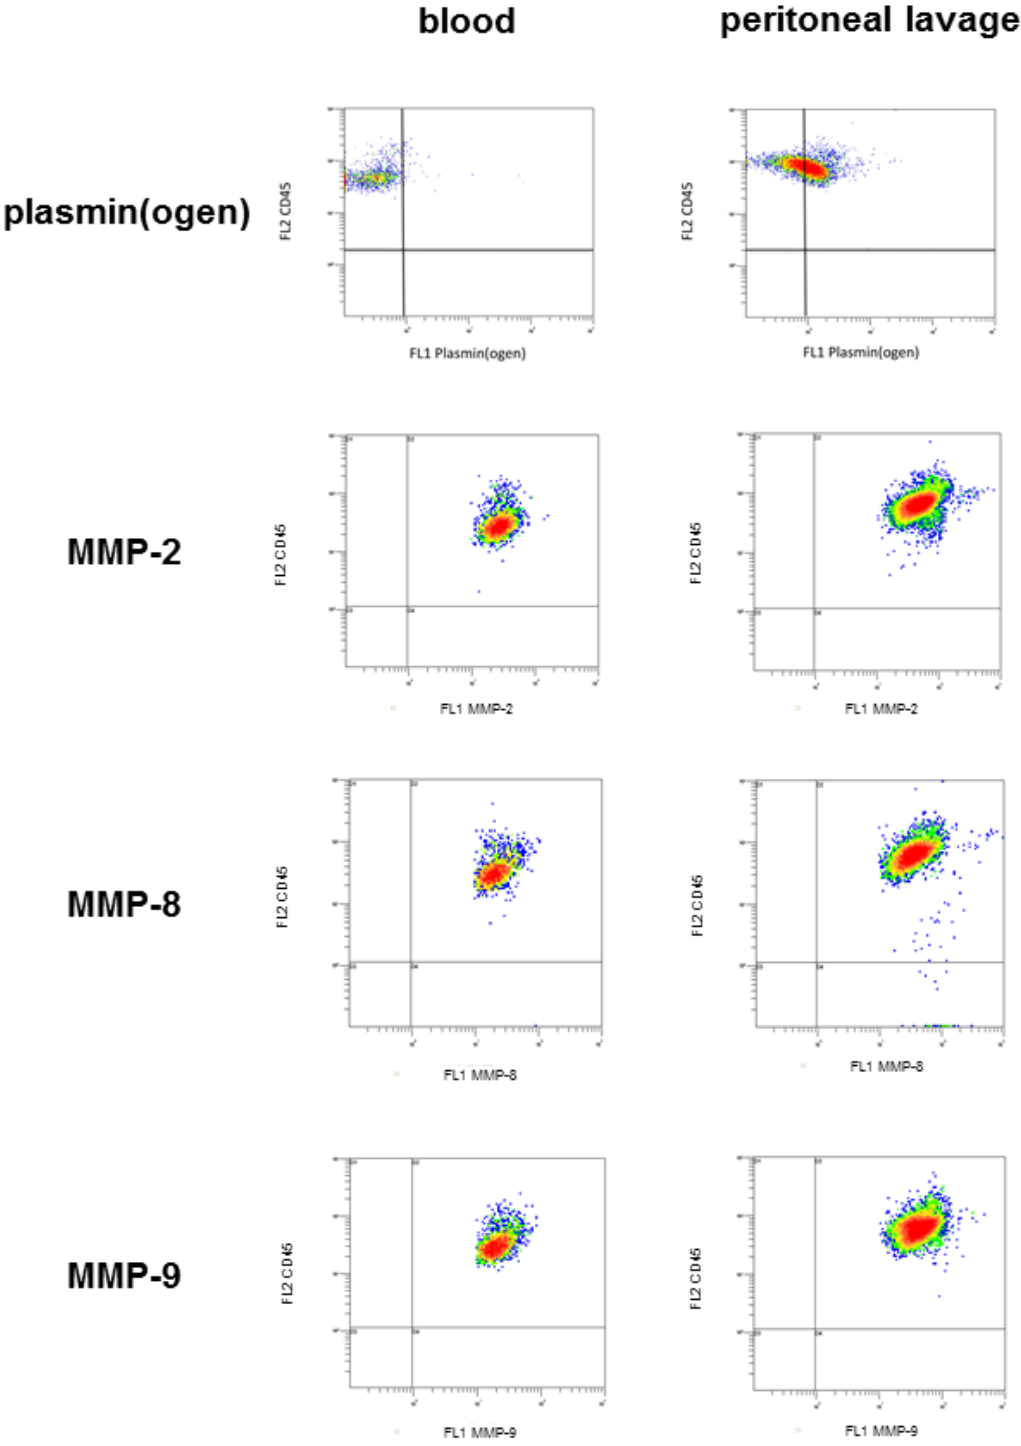 blood
peritoneal lavage
plasmin(ogen)
FL2 CD45
FL1 Plasmin(ogen)
FL2 CD45
FL1 Plasmin(ogen)
MMP-2
FL2 CD45
FL1 MMP-2
FL2 CD45
FL1 MMP-2
MMP-8
FL2 CD45
FL1 MMP-8
FL2 CD45
FL1 MMP-8
MMP-9
FL2 CD45
FL1 MMP-9
FL2 CD45
FL1 MMP-9